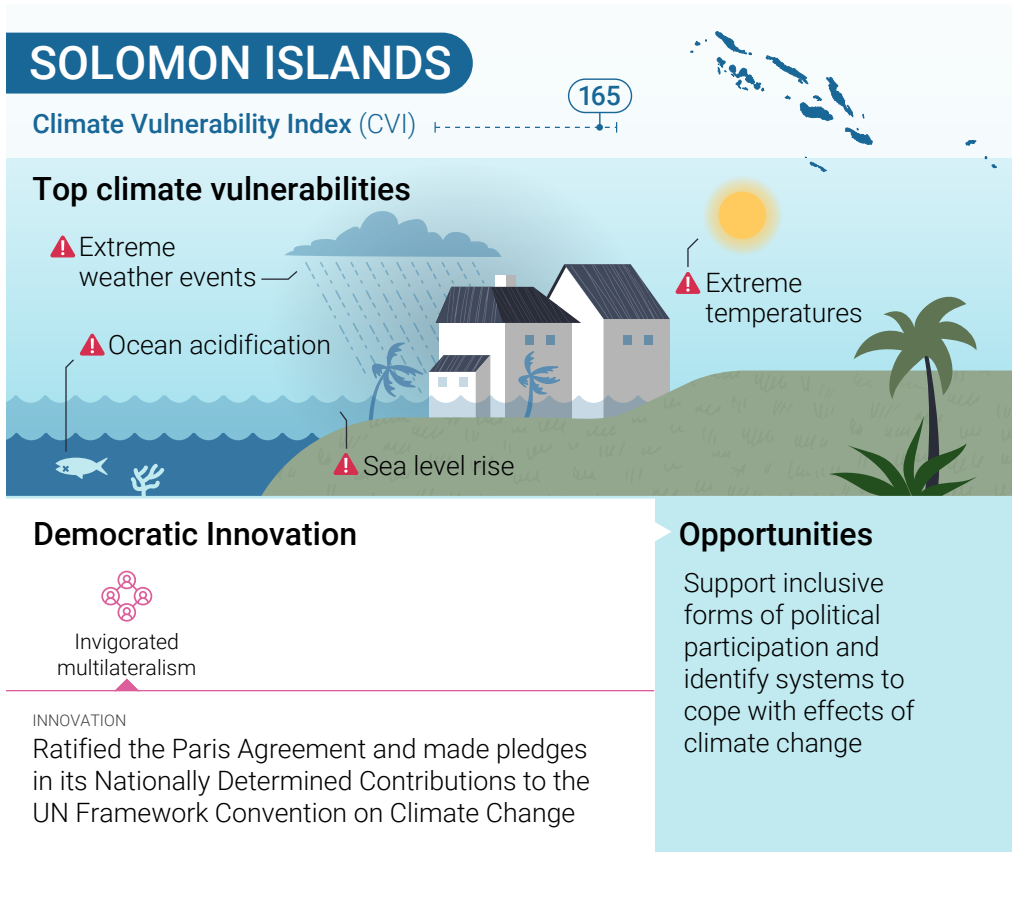 SOLOMON ISLANDS
Climate Vulnerability Index (CVI)
165
Top climate vulnerabilities
Extreme
weather events
Ocean acidification
Sea level rise
Extreme
temperatures
Democratic Innovation
Invigorated
multilateralism
INNOVATION
Ratified the Paris Agreement and made pledges
in its Nationally Determined Contributions to the
UN Framework Convention on Climate Change
Opportunities
Support inclusive
forms of political
participation and
identify systems to
cope with effects of
climate change